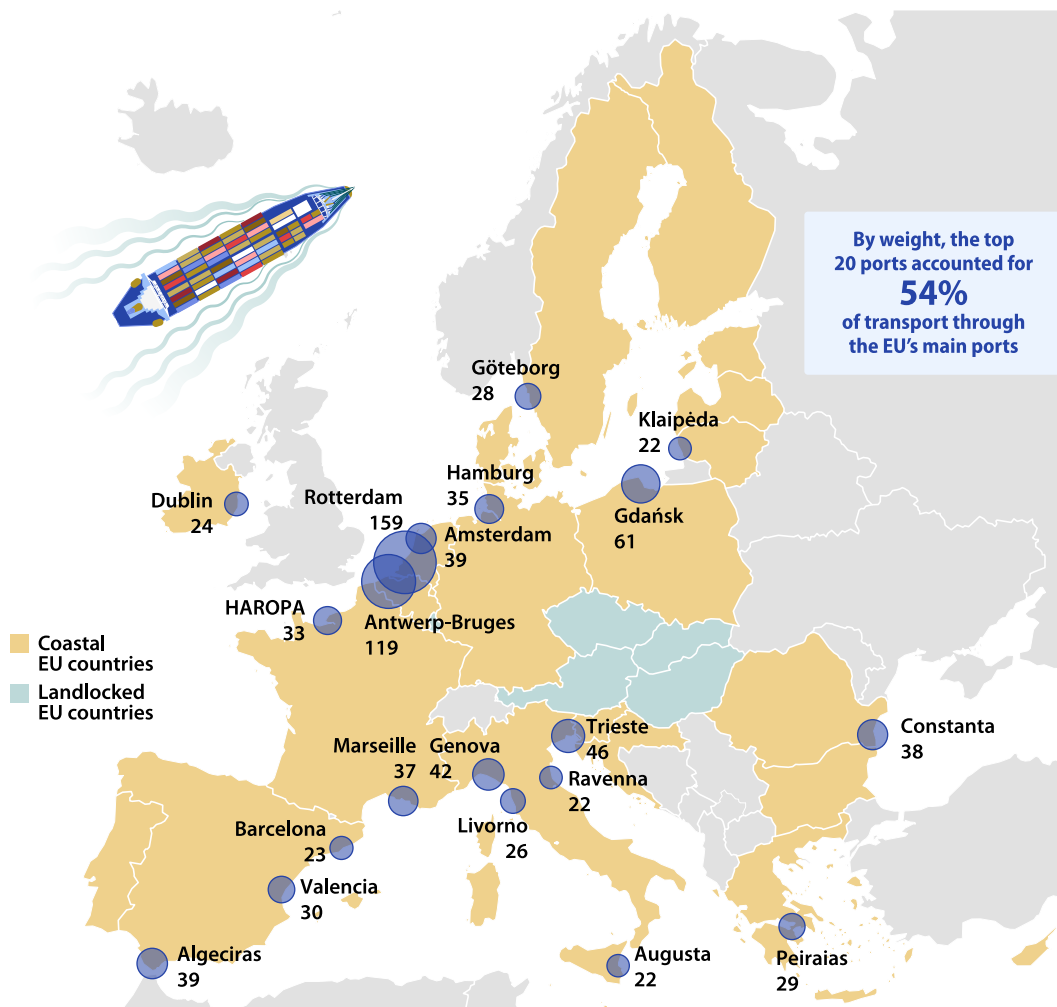 By weight, the top
20 ports accounted for
54%
of transport through
the EU's main ports
Göteborg
28
Klaipėda
22
Hamburg
35
Rotterdam
159
Dublin
24
Gdańsk
61
Amsterdam
39
HAROPA
33
Antwerp-Bruges
119
Coastal
EU countries
Landlocked
EU countries
Trieste
46
Constanta
38
Marseille
37
Genova
42
Ravenna
22
Livorno
26
Barcelona
23
Valencia
30
Algeciras
39
Augusta
22
Peiraias
29